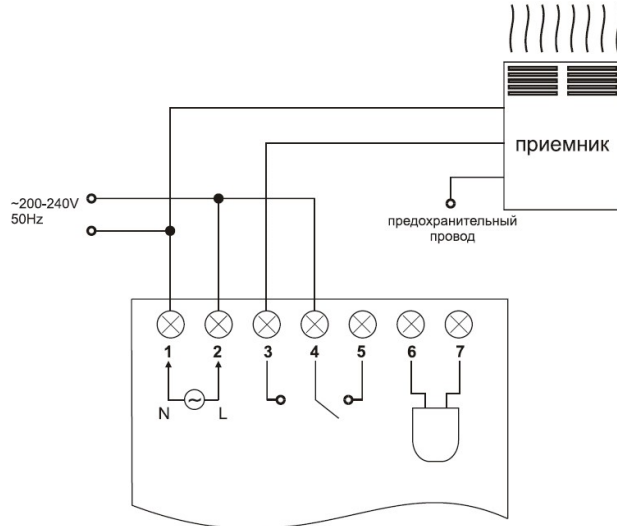 приемник
~200-240V
50Hz
предохранительный
провод
1 2 3 4 5 6 7
N L